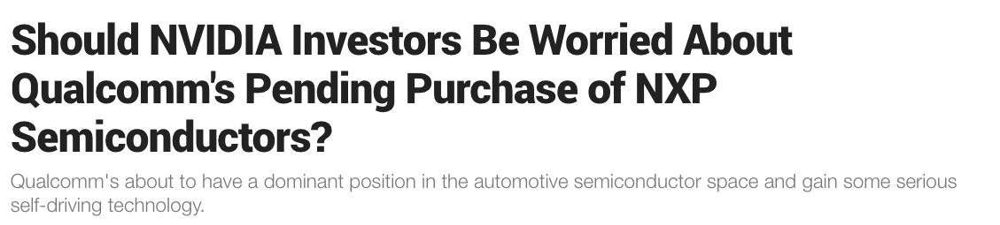 Should NVIDIA Investors Be Worried About
Qualcomm's Pending Purchase of NXP
Semiconductors?
Qualcomm's about to have a dominant position in the automotive semiconductor space and gain some serious
self-driving technology.